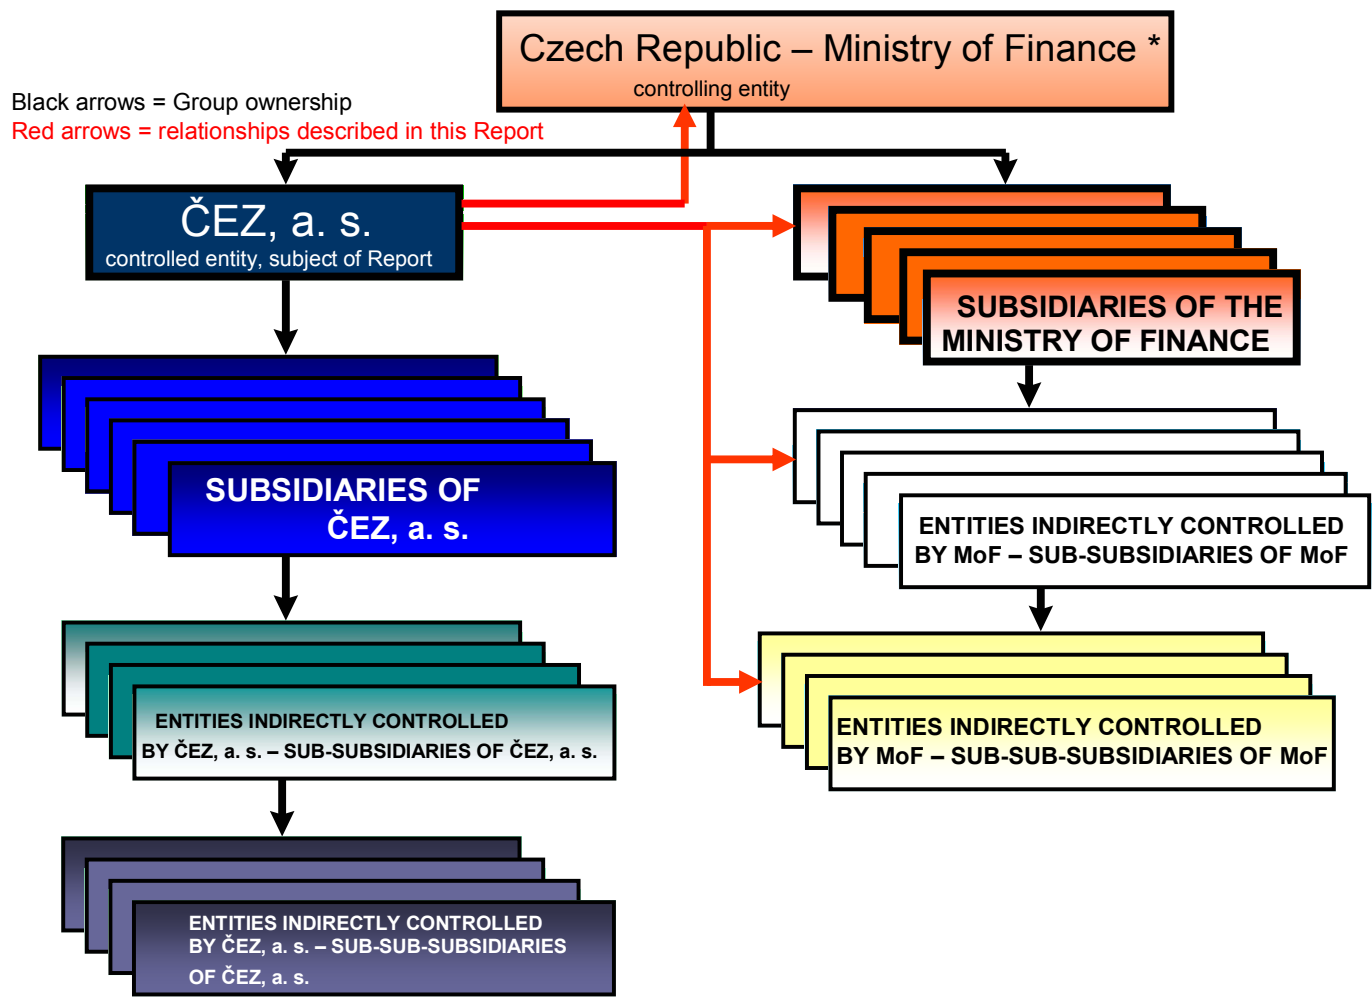 Czech Republic – Ministry of Finance *
controlling entity
Black arrows = Group ownership
Red arrows = relationships described in this Report
ČEZ, a. s.
controlled entity, subject of Report
SUBSIDIARIES OF THE
MINISTRY OF FINANCE
SUBSIDIARIES OF
ČEZ, a. s.
ENTITIES INDIRECTLY CONTROLLED
BY MoF – SUB-SUBSIDIARIES OF MoF
ENTITIES INDIRECTLY CONTROLLED
BY ČEZ, a. s. – SUB-SUBSIDIARIES OF ČEZ, a. s.
ENTITIES INDIRECTLY CONTROLLED
BY MoF – SUB-SUB-SUBSIDIARIES OF MoF
ENTITIES INDIRECTLY CONTROLLED
BY ČEZ, a. s. – SUB-SUB-SUBSIDIARIES
OF ČEZ, a. s.